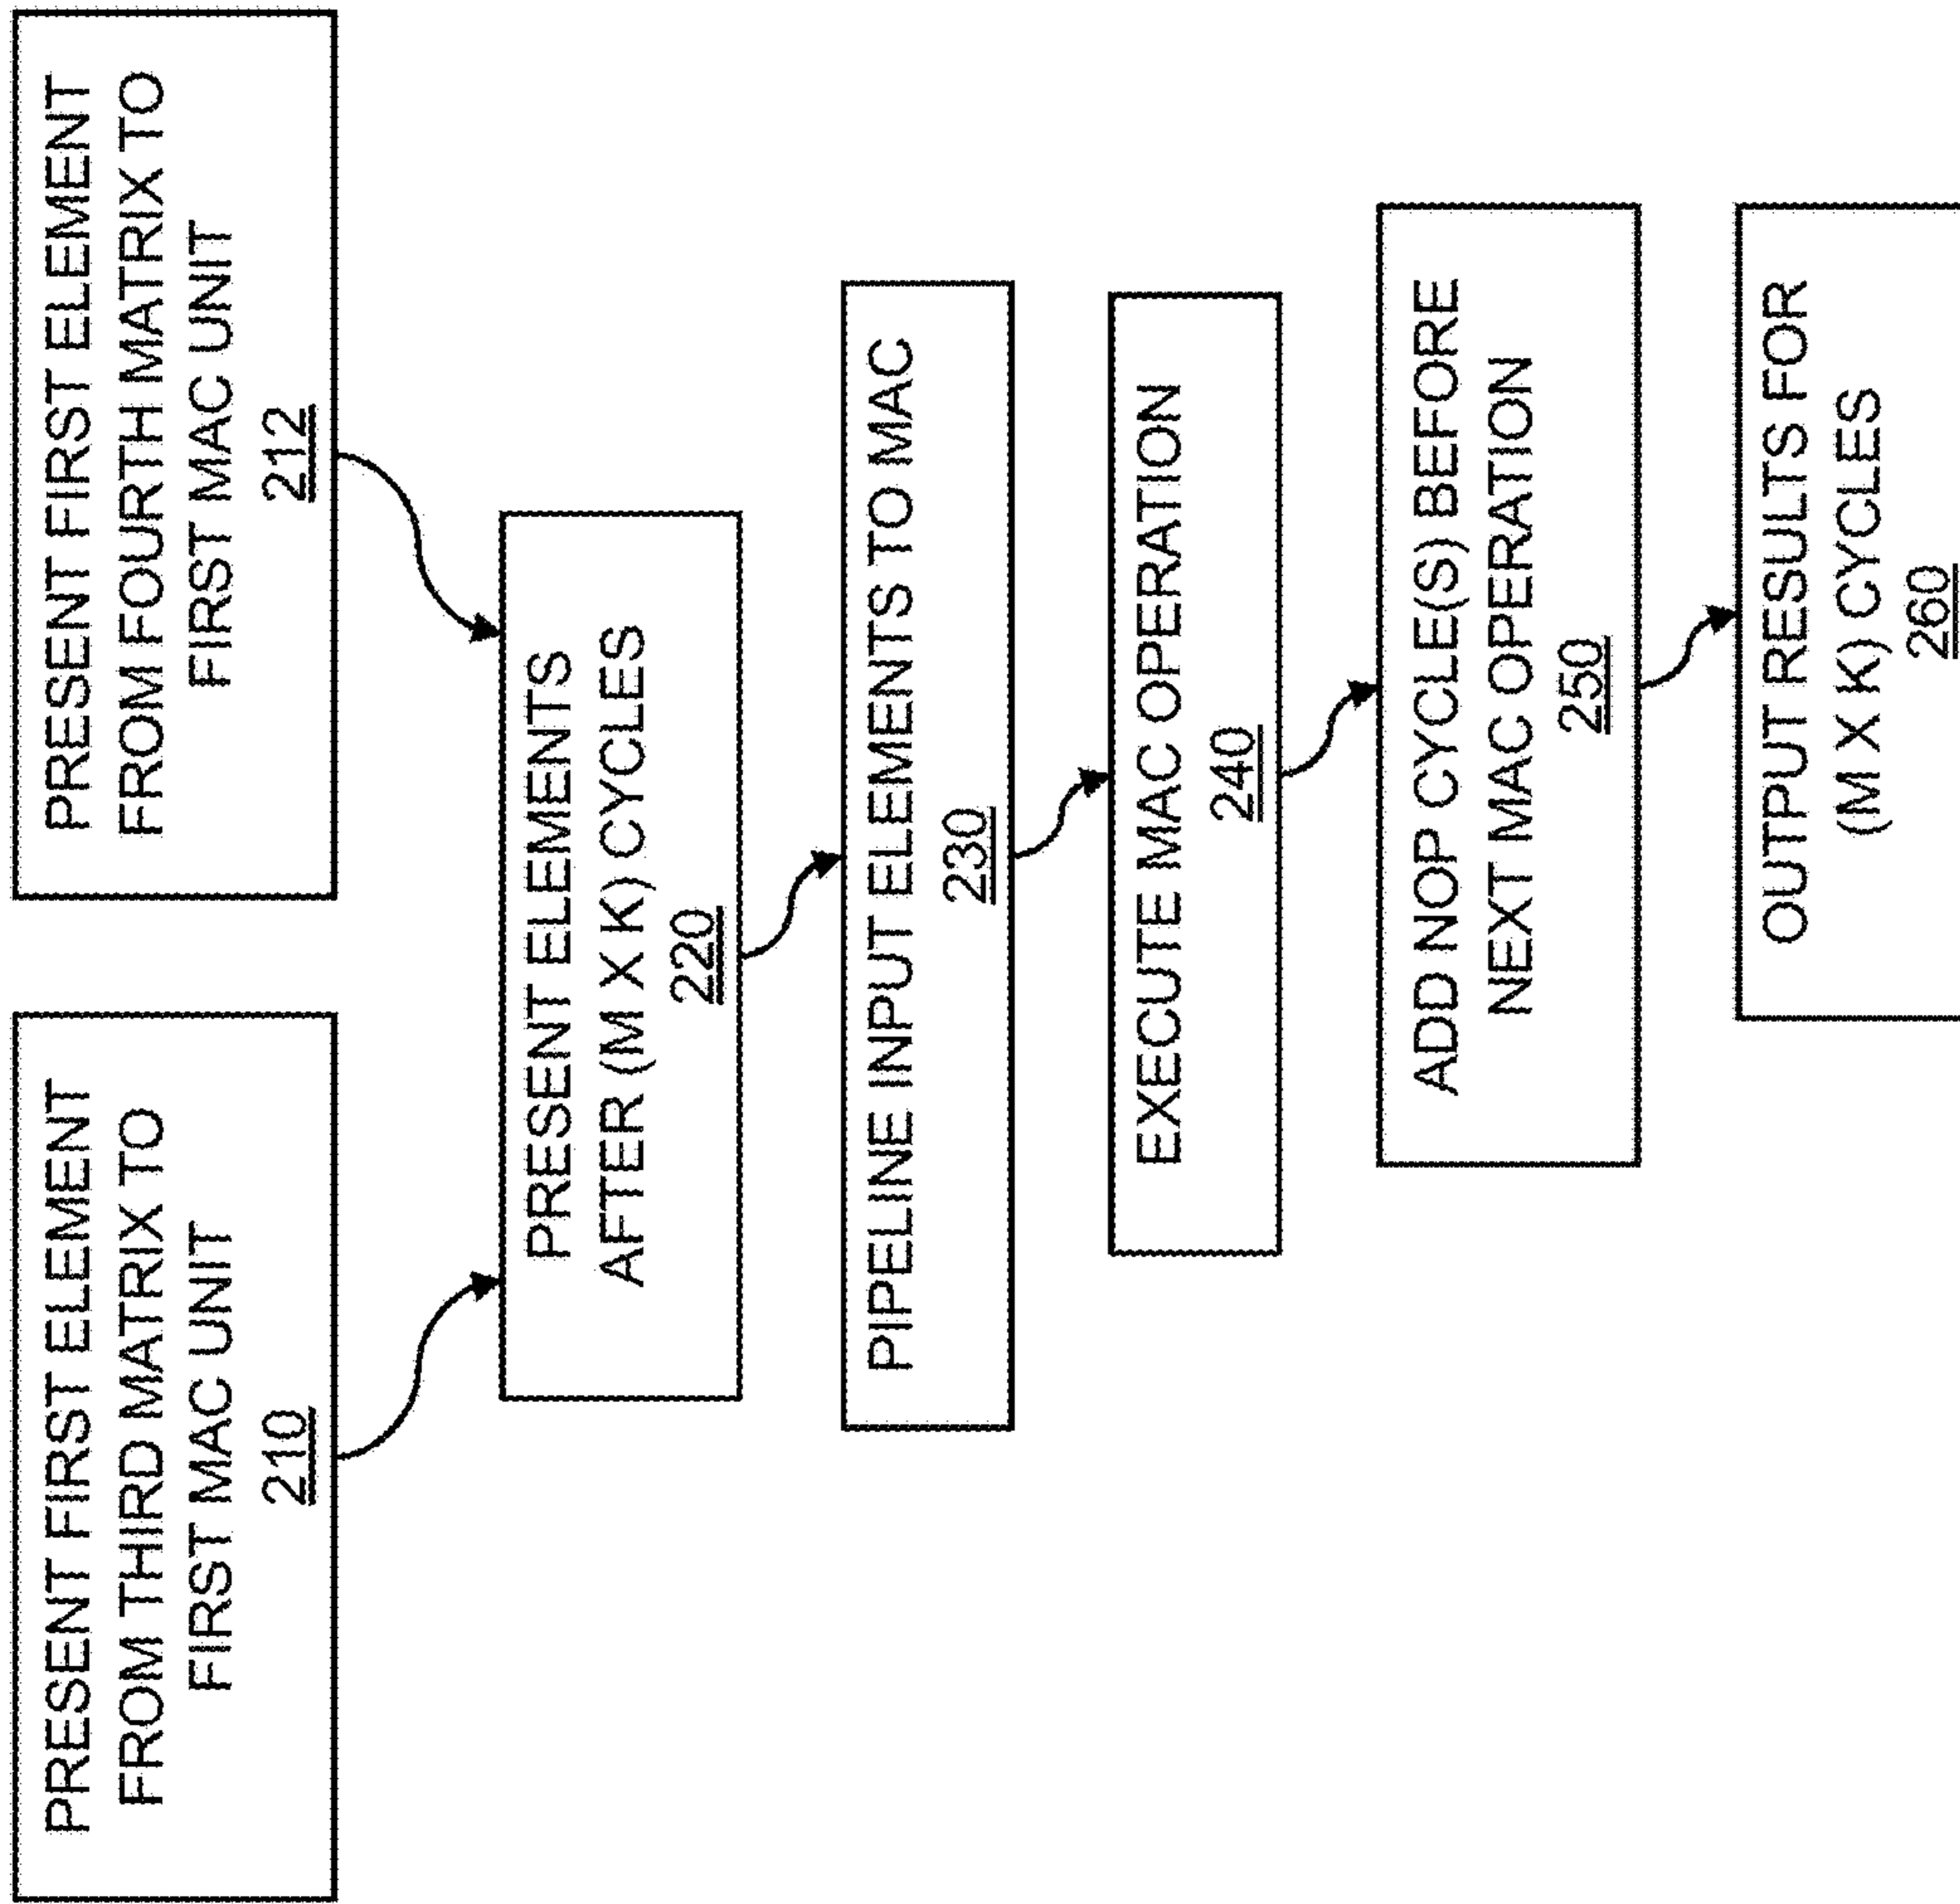 PRESENT FIRST ELEMENT
FROM THIRD MATRIX TO
FIRST MAC UNIT
210
PRESENT FIRST ELEMENT
FROM FOURTH MATRIX TO
FIRST MAC UNIT
212
PRESENT ELEMENTS
AFTER (M X K) CYCLES
220
PIPELINE INPUT ELEMENTS TO MAC
230
EXECUTE MAC OPERATION
240
ADD NOP CYCLE(S) BEFORE
NEXT MAC OPERATION
250
OUTPUT RESULTS FOR
(M X K) CYCLES
260